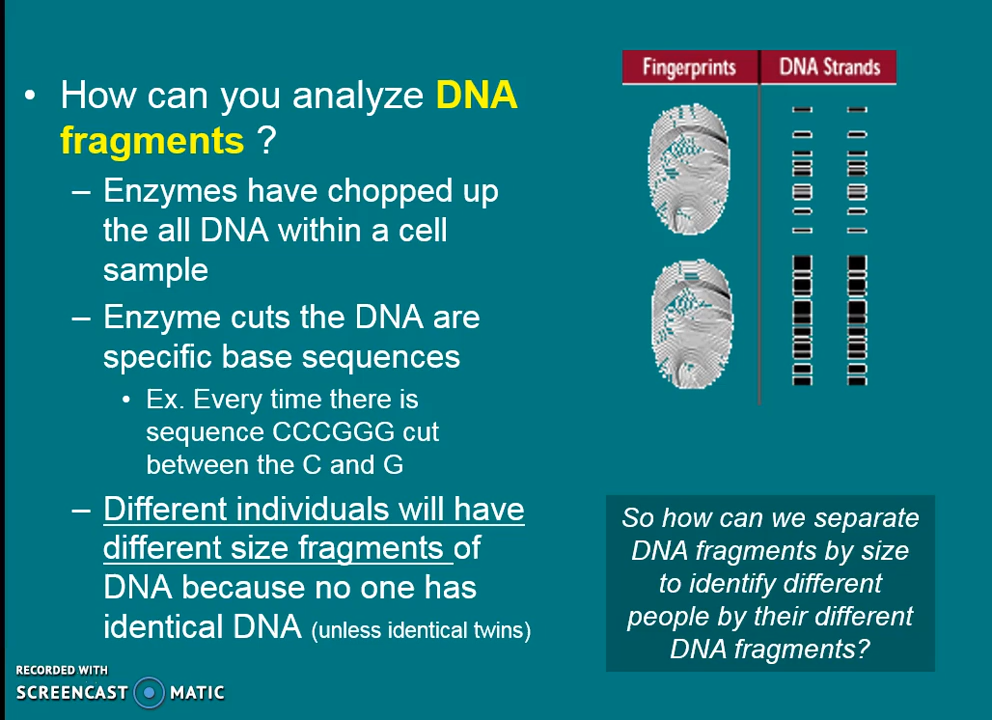 • How can you analyze DNA
fragments ?
– Enzymes have chopped up
the all DNA within a cell
sample
– Enzyme cuts the DNA are
specific base sequences
• Ex. Every time there is
sequence CCCGGG cut
between the C and G
– Different individuals will have
different size fragments of
DNA because no one has
identical DNA (unless identical twins)
Fingerprints
DNA Strands
So how can we separate
DNA fragments by size
to identify different
people by their different
DNA fragments?
RECORDED WITH
SCREENCAST MATIC